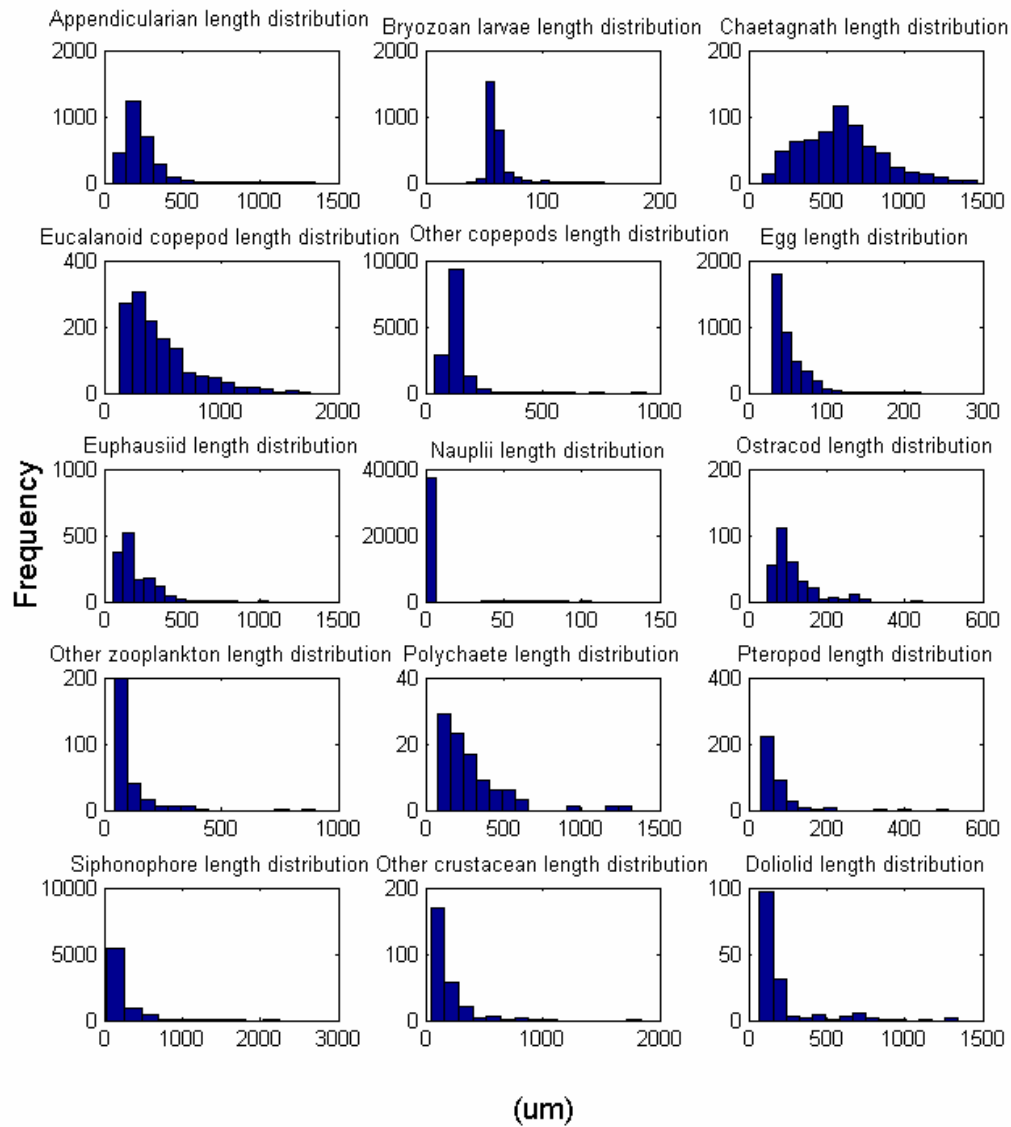 Appendicularian length distribution
Bryozoan larvae length distribution
Chaetagnath length distribution
2000
1000
0
0 500 1000 1500
2000
1000
0
0 100 200
200
100
0
0 500 1000 1500
Eucalanoid copepod length distribution
Other copepods length distribution
Egg length distribution
400
200
0
0 1000 2000
10000
5000
0
0 500 1000
2000
1000
0
0 100 200 300
Euphausiid length distribution
Nauplii length distribution
Ostracod length distribution
1000
500
0
0 500 1000 1500
40000
20000
0
0 50 100 150
200
100
0
0 200 400 600
Frequency
Other zooplankton length distribution
Polychaete length distribution
Pteropod length distribution
200
100
0
0 500 1000
40
20
0
0 500 1000 1500
400
200
0
0 200 400 600
Siphonophore length distribution
Other crustacean length distribution
Doliolid length distribution
10000
5000
0
0 1000 2000 3000
200
100
0
0 1000 2000
100
50
0
0 500 1000 1500
(um)